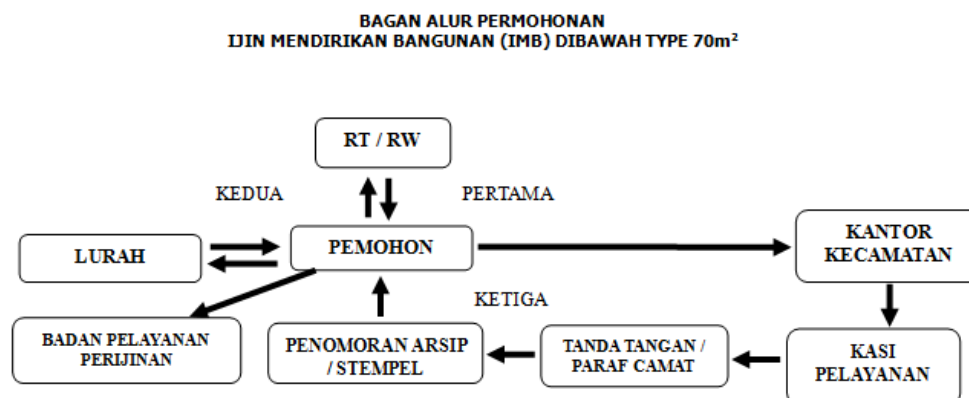 BAGAN ALUR PERMOHONAN
IJIN MENDIRIKAN BANGUNAN (IMB) DIBAWAH TYPE 70m²
RT / RW
KEDUA
PERTAMA
LURAH
PEMOHON
KANTOR
KECAMATAN
KETIGA
BADAN PELAYANAN
PERIJINAN
PENOMORAN ARSIP
/ STEMPEL
TANDA TANGAN /
PARAF CAMAT
KASI
PELAYANAN